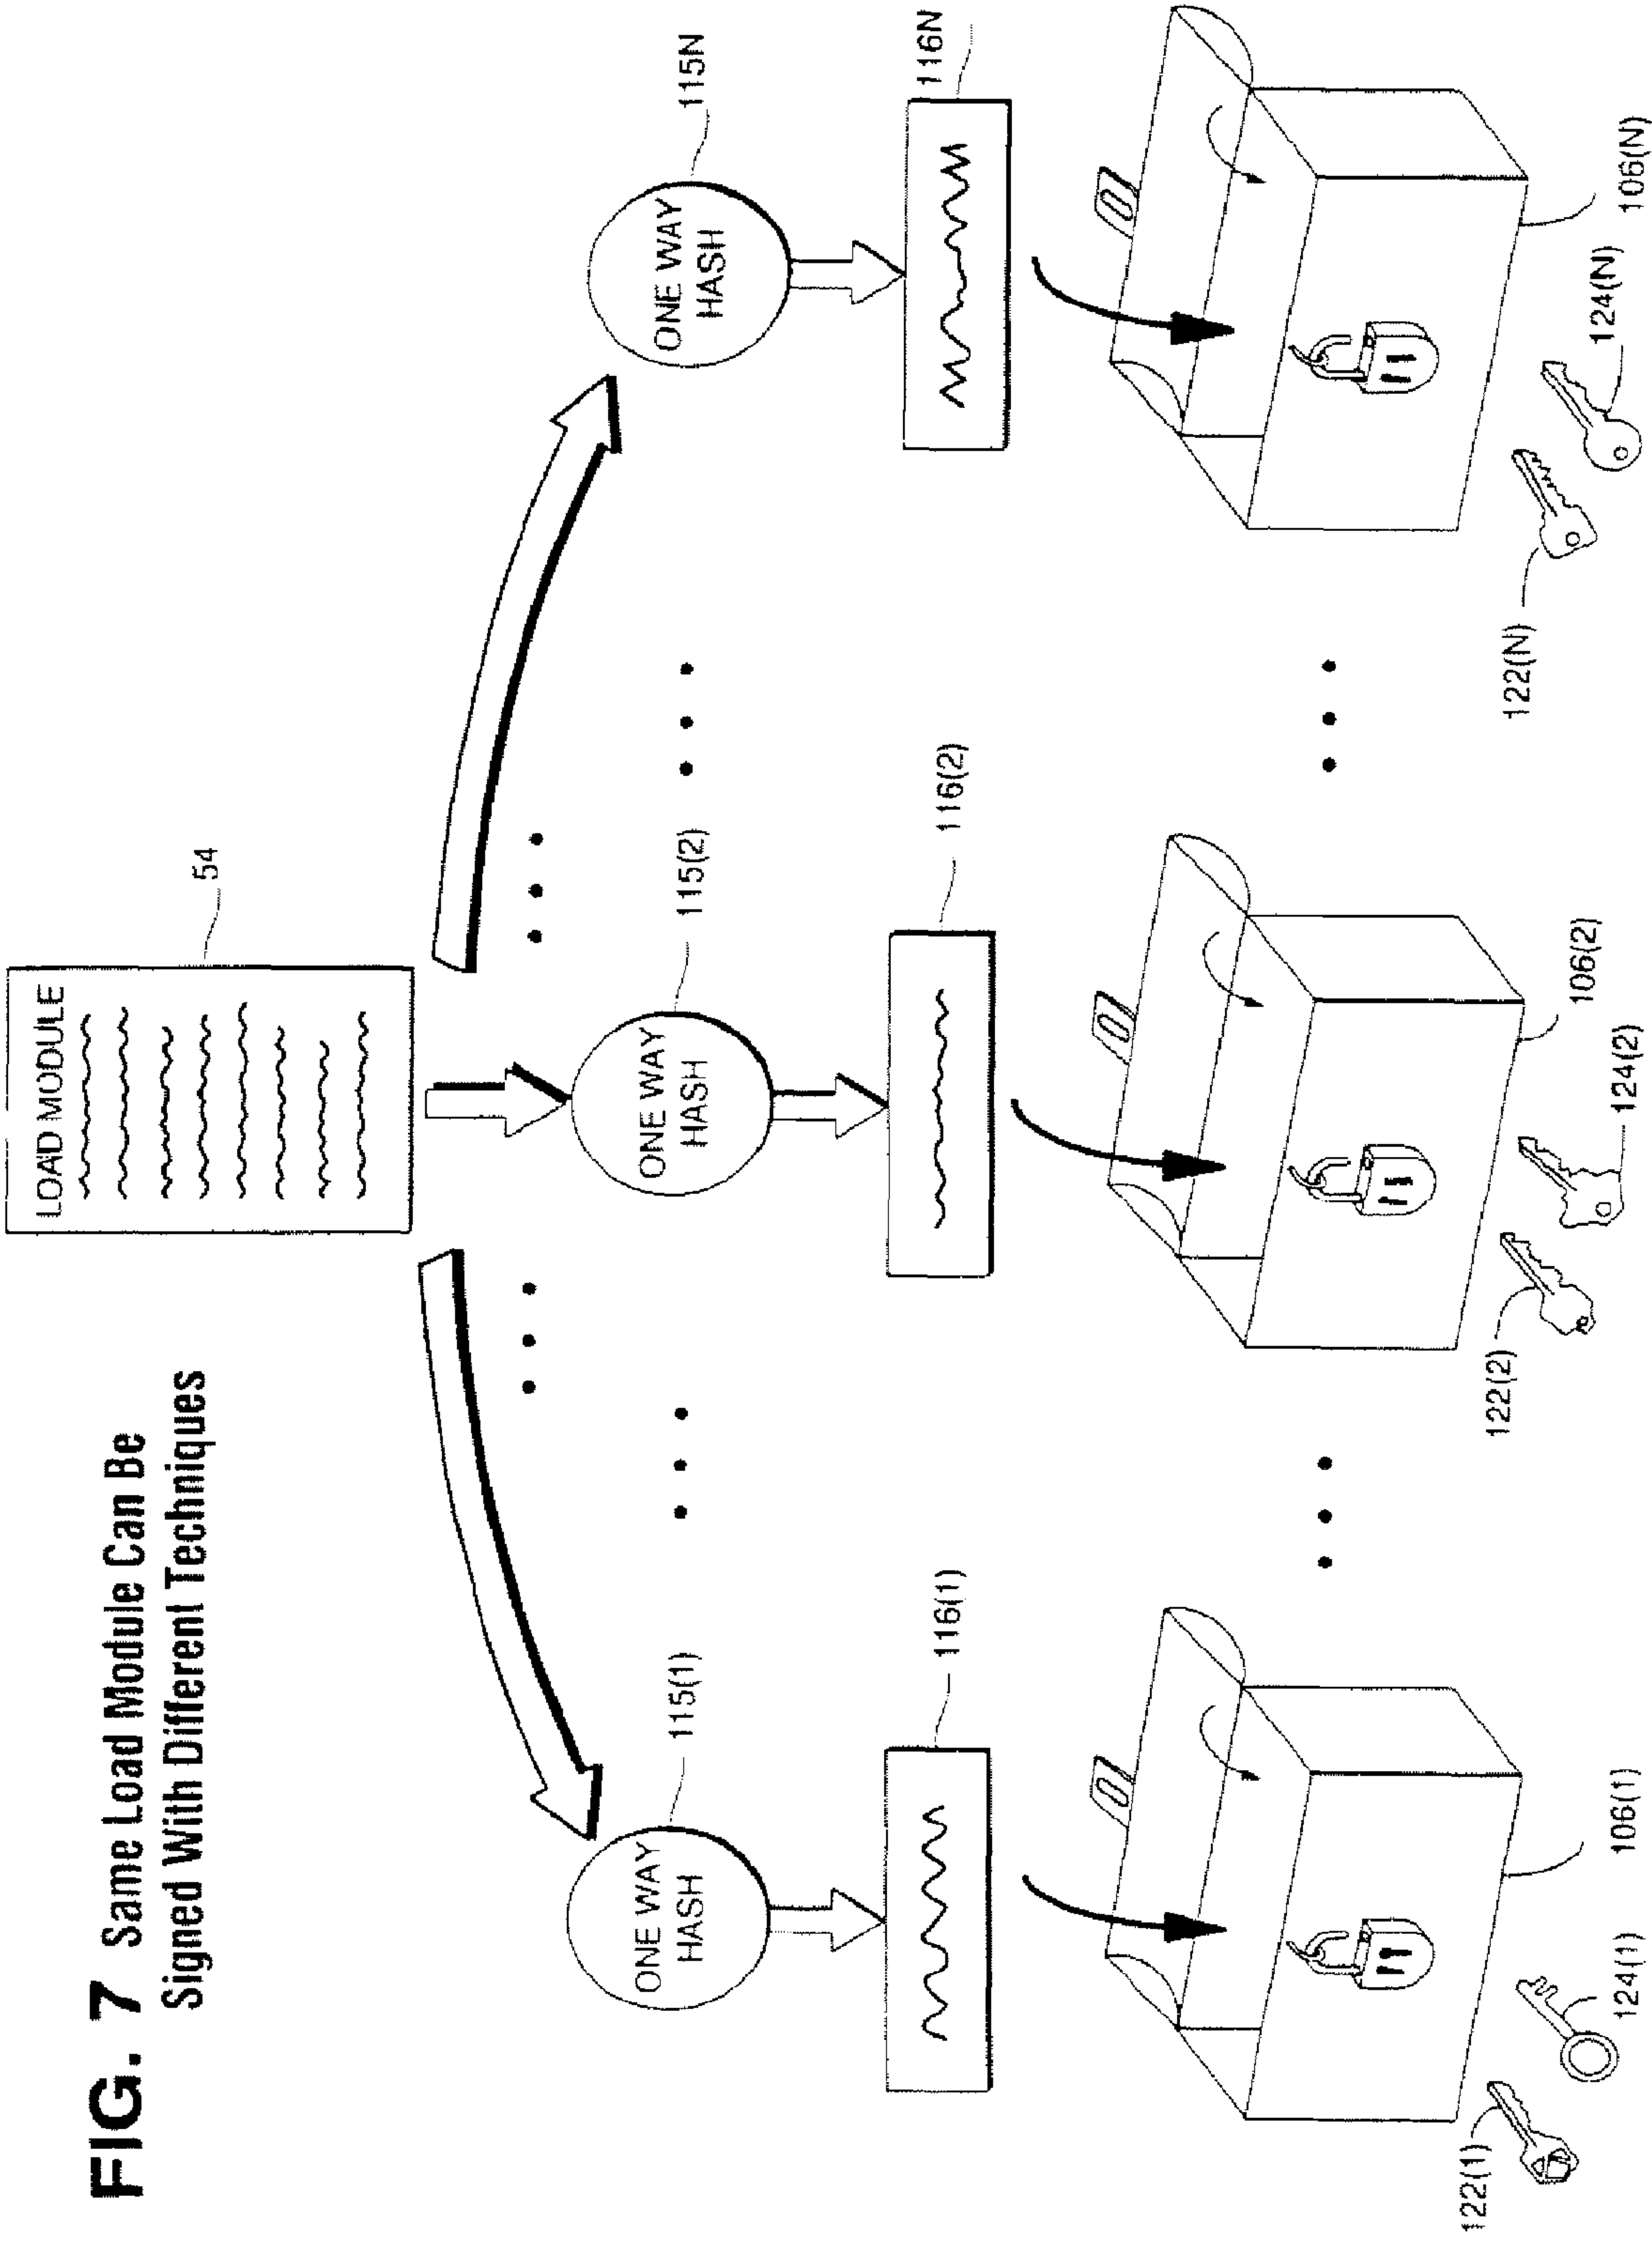 FIG. 7 Same Load Module Can Be
Signed With Different Techniques
LOAD MODULE
54
ONE WAY
HASH
115(1)
ONE WAY
HASH
115(2)
ONE WAY
HASH
115N
116(1)
116(2)
116N
122(1)
124(1)
106(1)
122(2)
124(2)
106(2)
122(N)
124(N)
106(N)